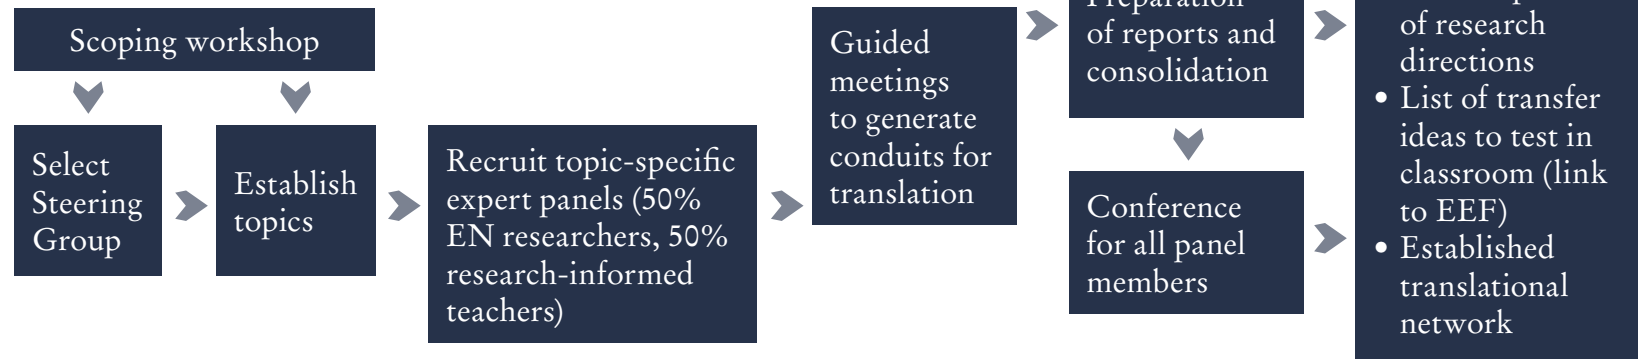 Scoping workshop
Select
Steering
Group
Establish
topics
Recruit topic-specific
expert panels (50%
EN researchers, 50%
research-informed
teachers)
Guided
meetings
to generate
conduits for
translation
Preparation
of reports and
consolidation
Conference
for all panel
members
of research
directions
• List of transfer
ideas to test in
classroom (link
to EEF)
• Established
translational
network